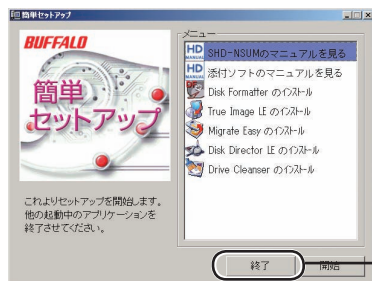 簡単セットアップ
BUFFALO
簡単
セットアップ
これよりセットアップを開始します。
他の起動中のアプリケーションを
終了させてください。
メニュー
HD MANUAL SHD-NSUMのマニュアルを見る
HD MANUAL 添付ソフトのマニュアルを見る
Disk Formatter のインストール
True Image LE のインストール
Migrate Easy のインストール
Disk Director LE のインストール
Drive Cleanser のインストール
終了
開始